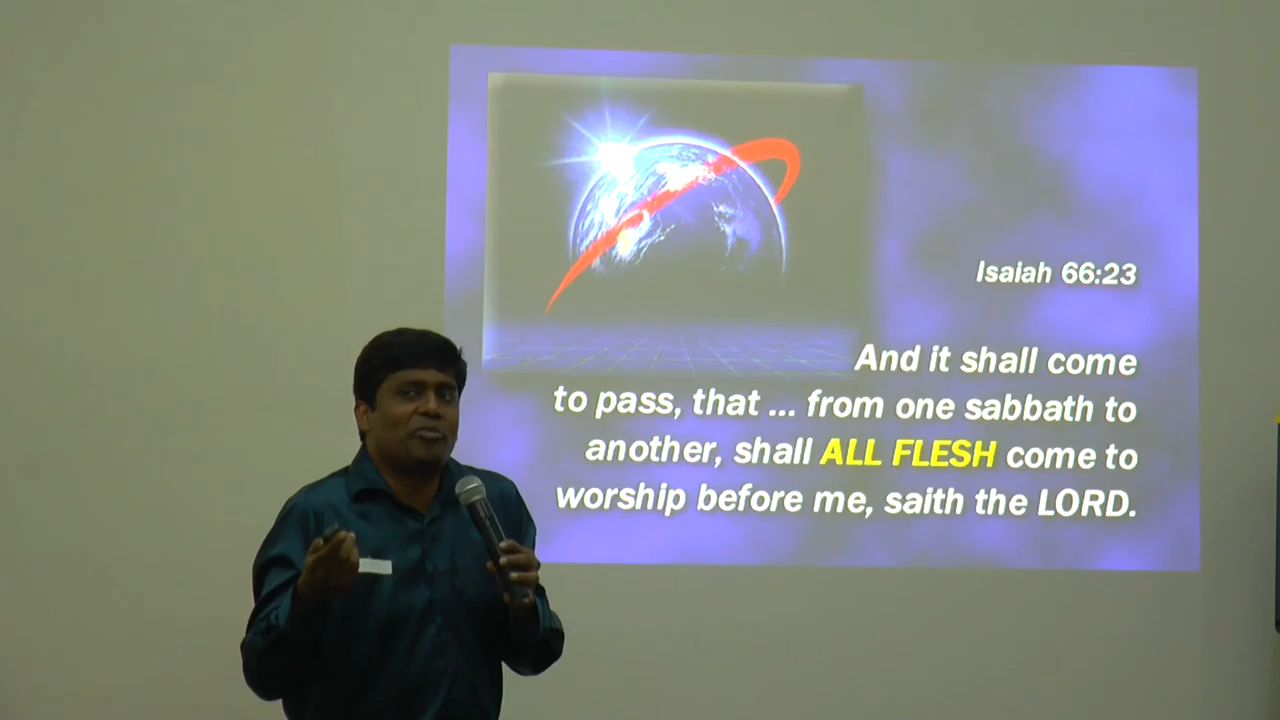 Isaiah 66:23
And it shall come
to pass, that ... from one sabbath to
another, shall ALL FLESH come to
worship before me, saith the LORD.